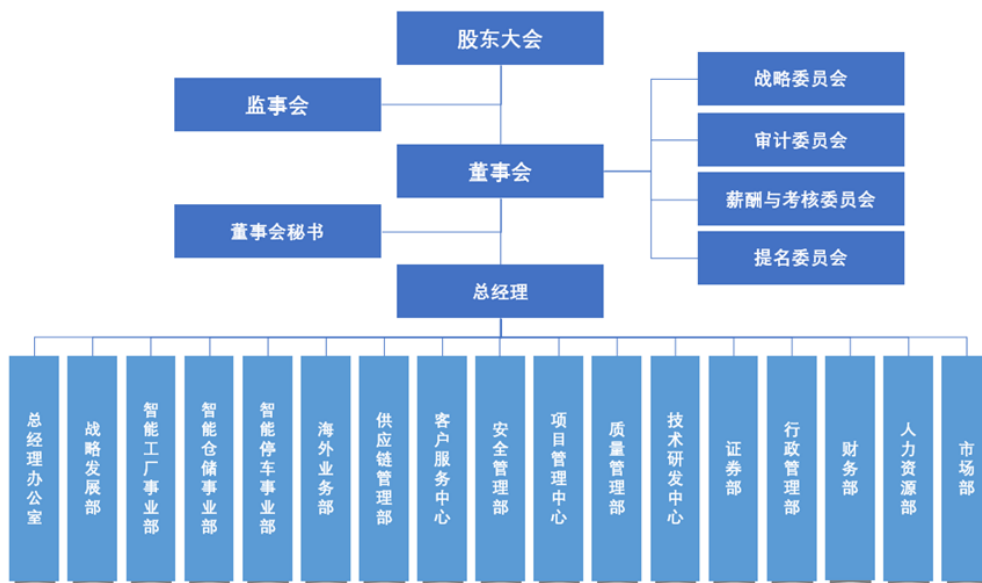 股东大会
监事会
战略委员会
审计委员会
董事会
薪酬与考核委员会
董事会秘书
提名委员会
总经理
总经理办公室
战略发展部
智能工厂事业部
智能仓储事业部
智能停车事业部
海外业务部
供应链管理部
客户服务中心
安全管理部
项目管理中心
质量管理部
技术研发中心
证券部
行政管理部
财务部
人力资源部
市场部